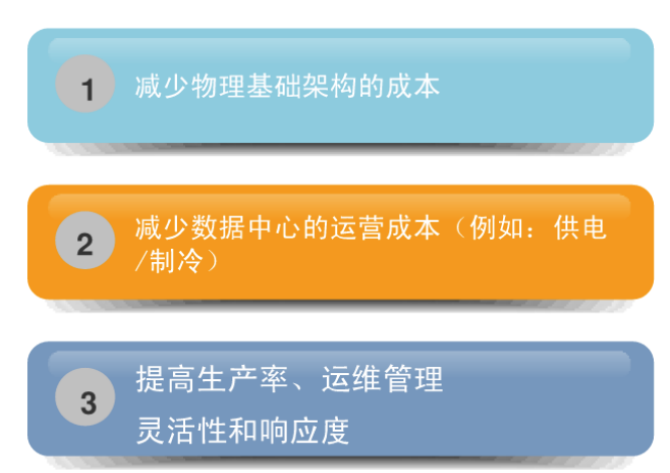 1 减少物理基础架构的成本
2 减少数据中心的运营成本（例如：供电
/制冷）
3 提高生产率、运维管理
灵活性和响应度